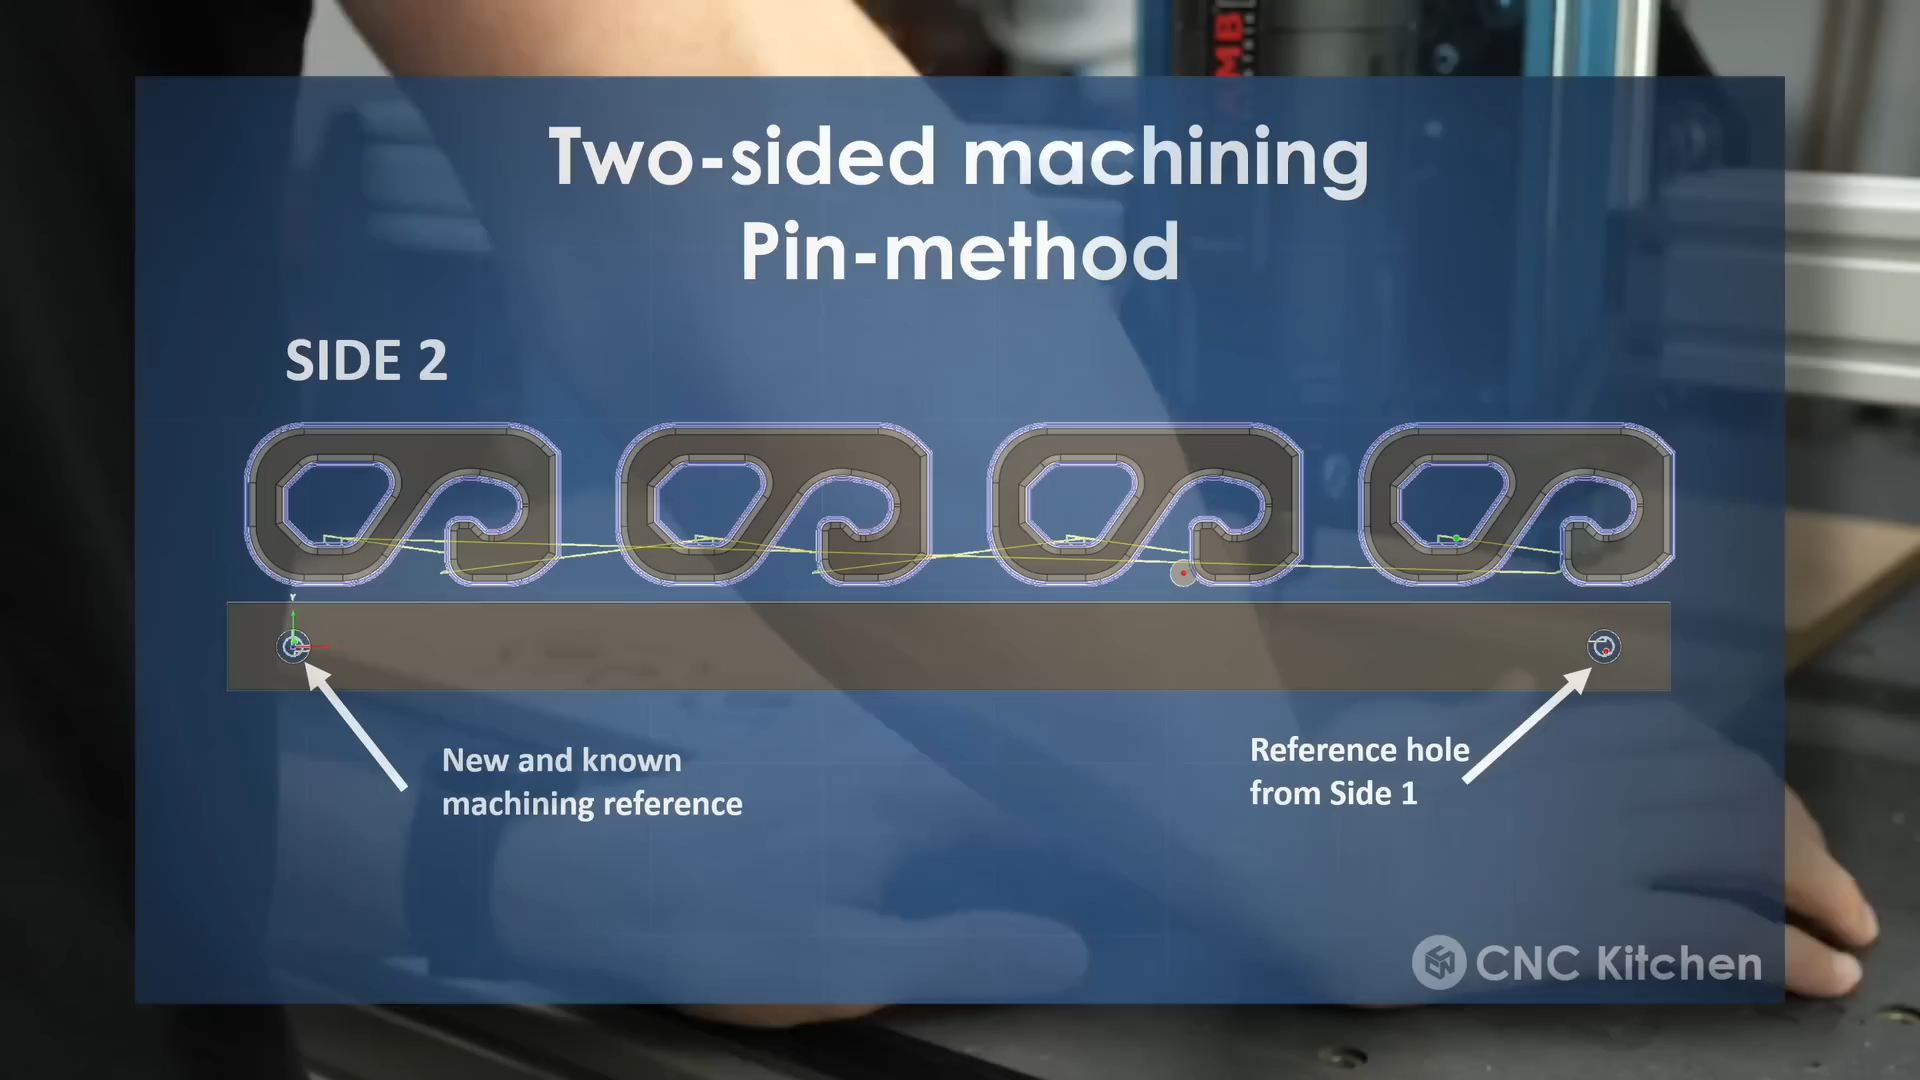 AMB
Two-sided machining
Pin-method
SIDE 2
Y
New and known
machining reference
Reference hole
from Side 1
CNC Kitchen